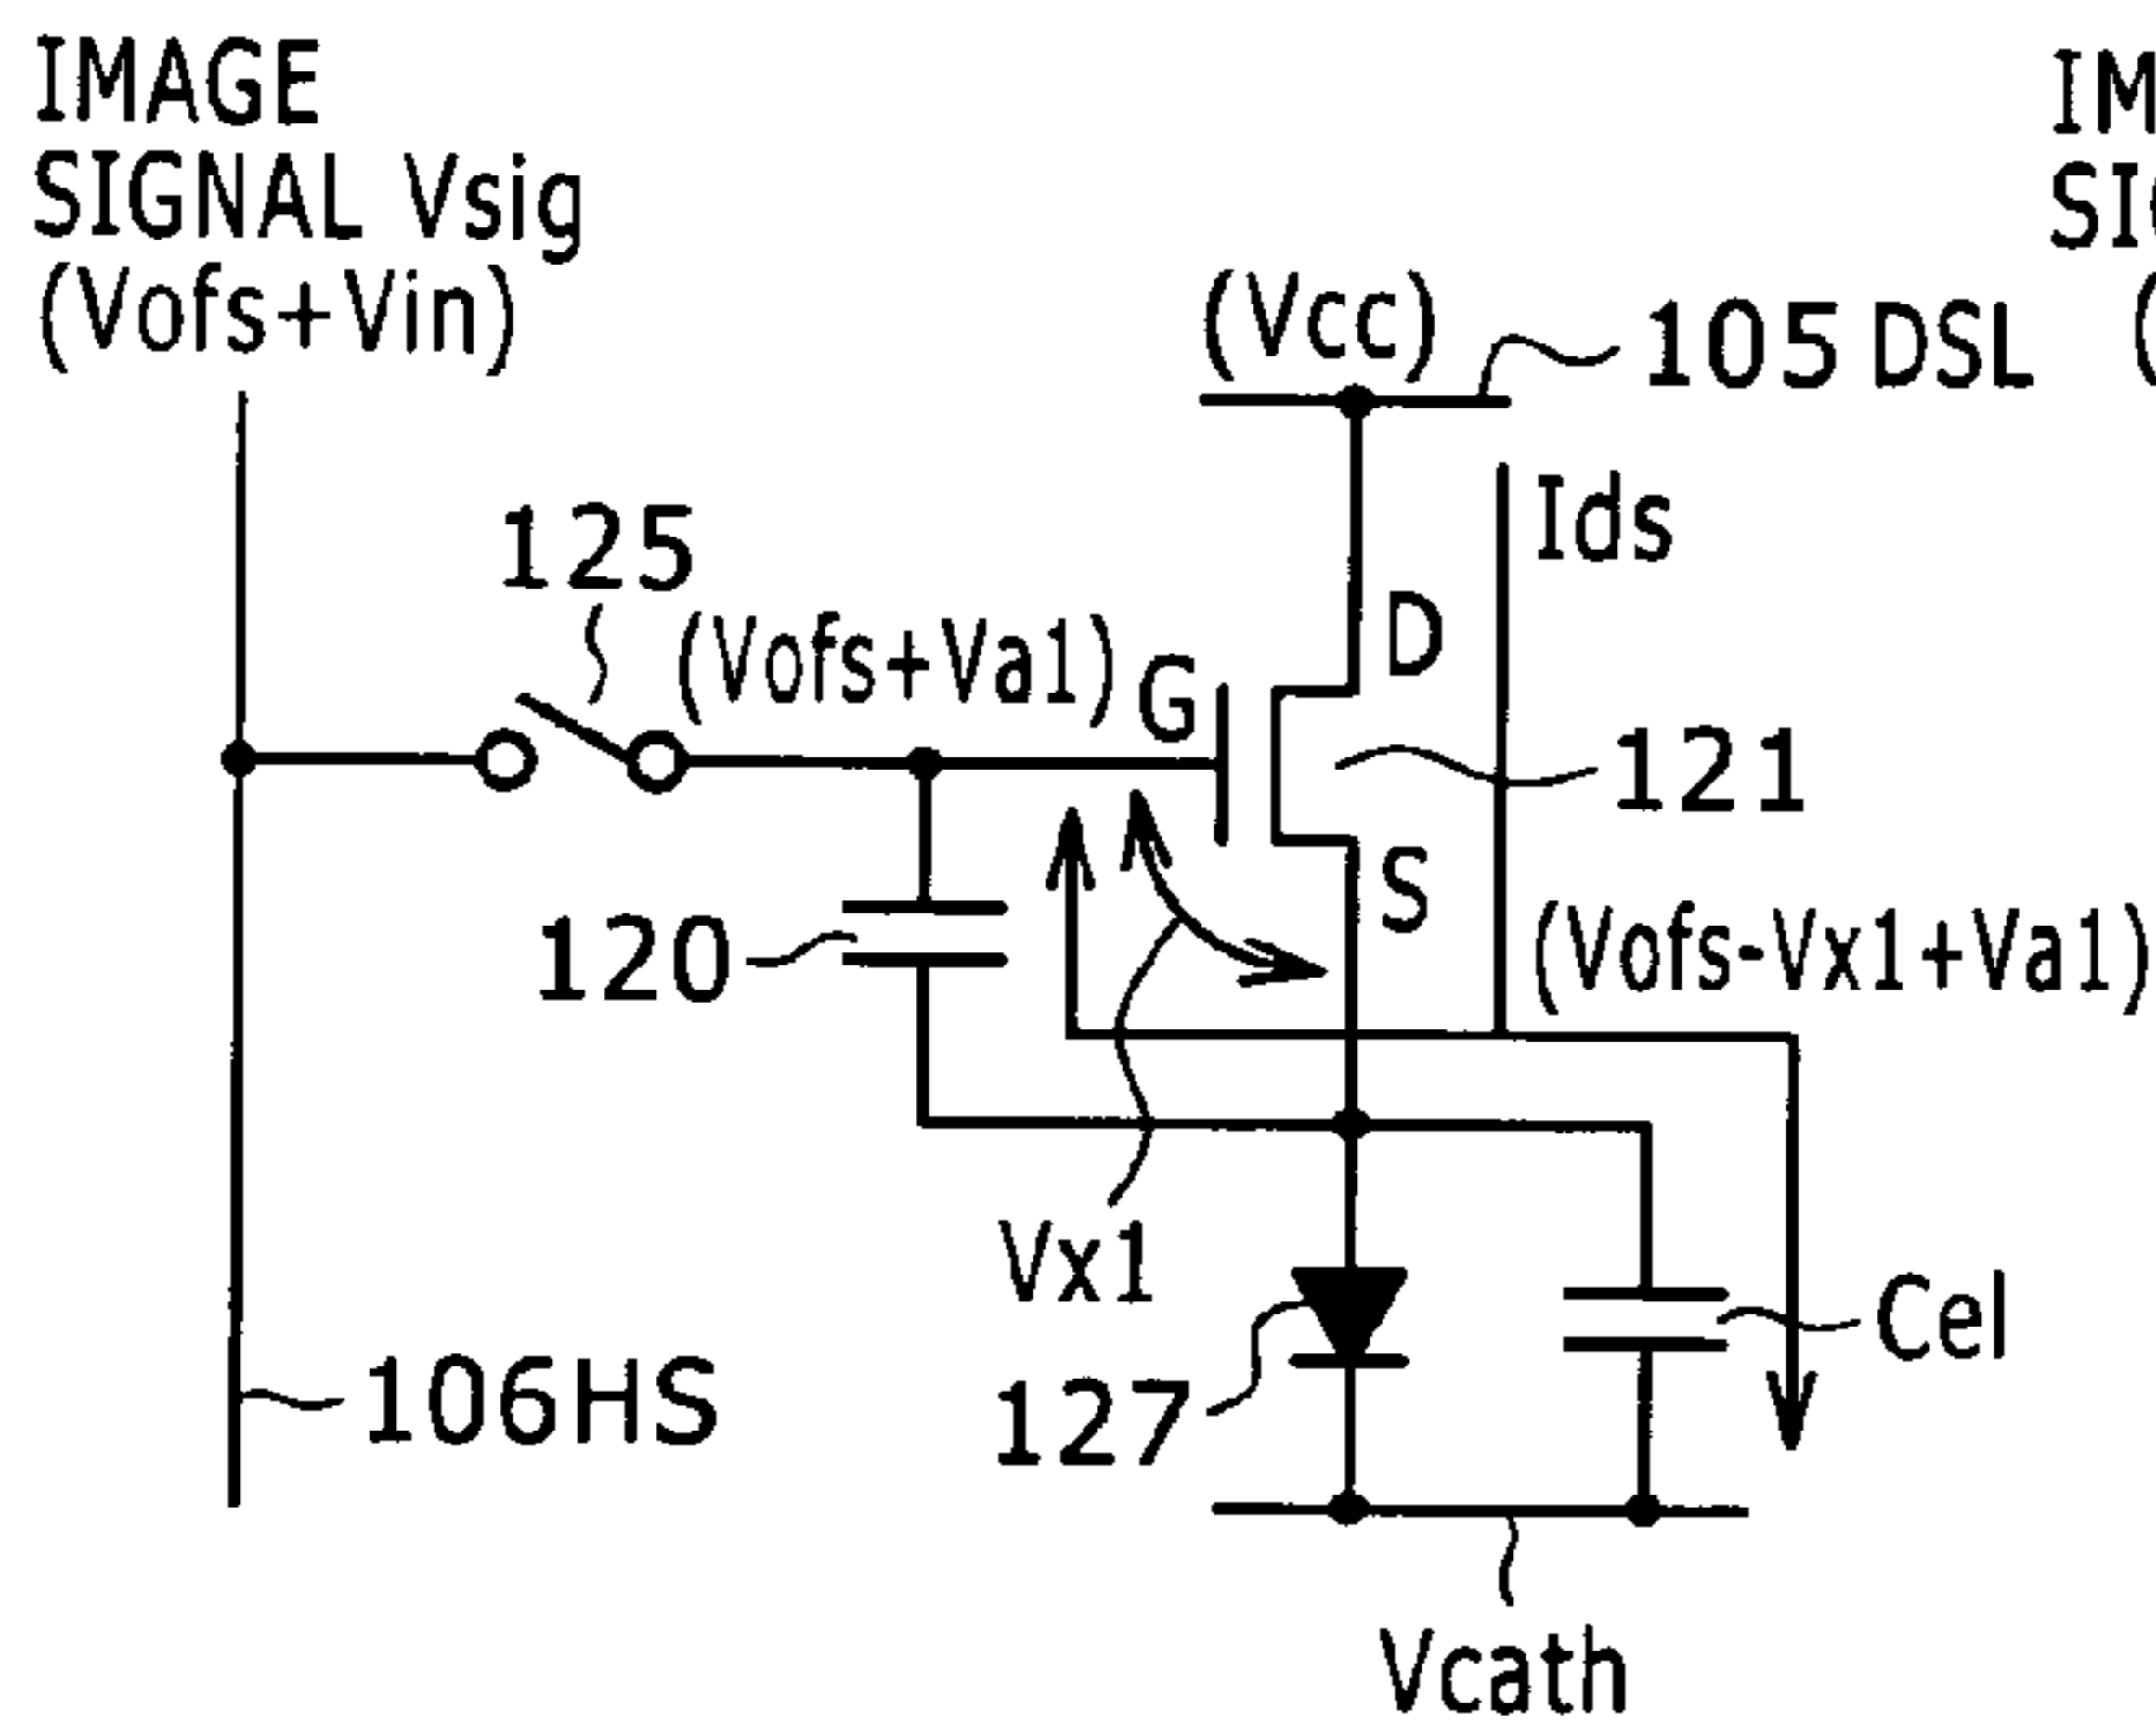 IMAGE
SIGNAL Vsig
(Vofs+Vin)
(Vcc)
105 DSL
Ids
125
(Vofs+Va1)
G
D
121
S
120
(Vofs-Vx1+Va1)
Vx1
Cel
106HS
127
Vcath